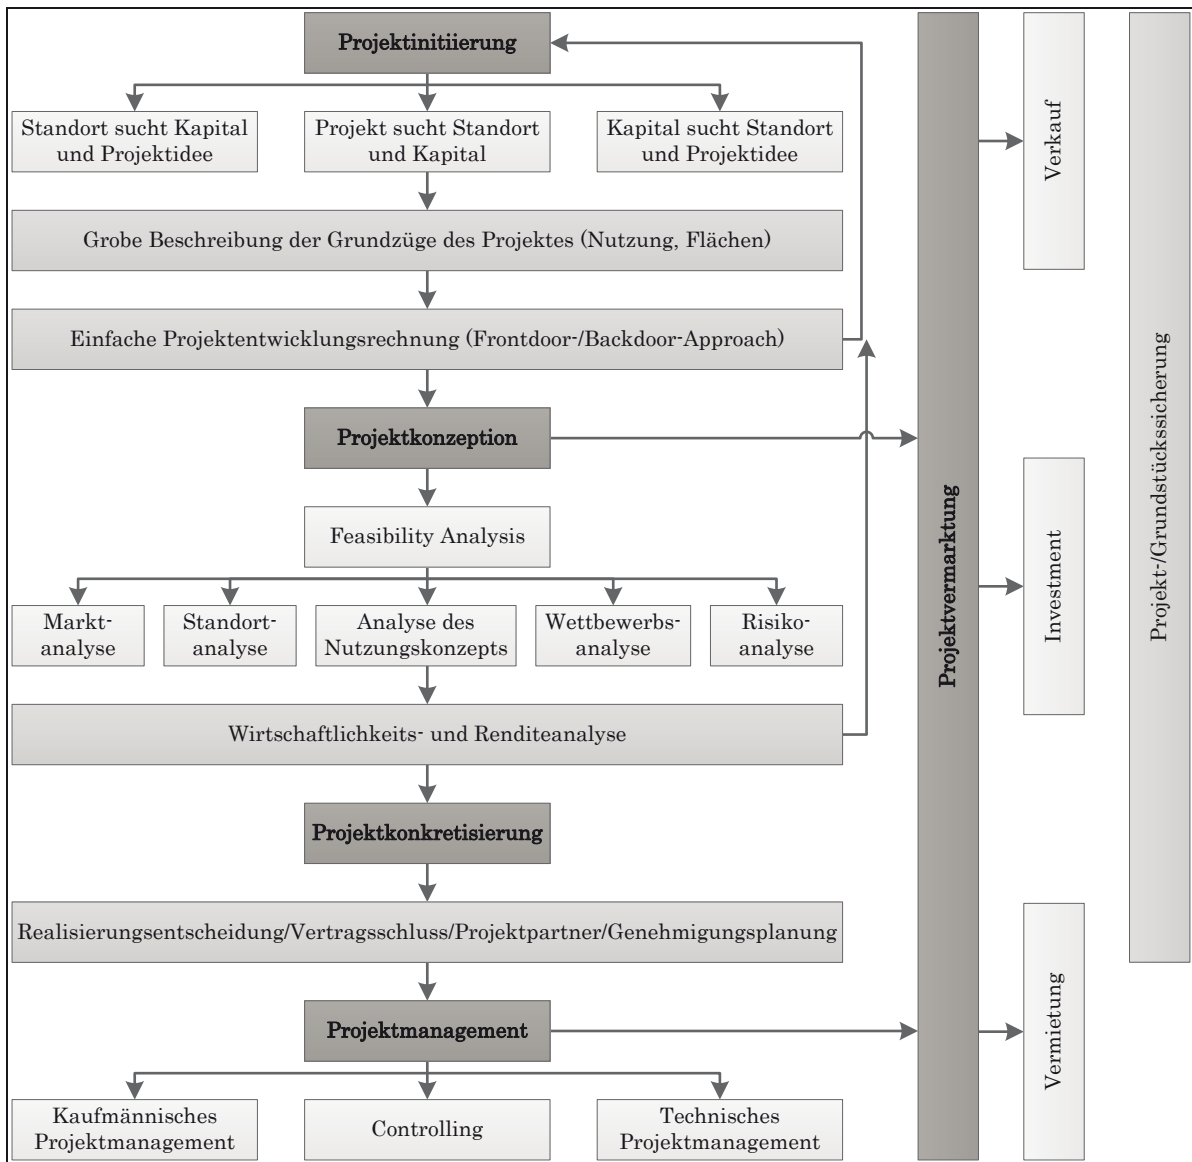 Projektinitiierung
Standort sucht Kapital
und Projektidee
Projekt sucht Standort
und Kapital
Kapital sucht Standort
und Projektidee
Grobe Beschreibung der Grundzüge des Projektes (Nutzung, Flächen)
Einfache Projektentwicklungsrechnung (Frontdoor-/Backdoor-Approach)
Projektkonzeption
Feasibility Analysis
Markt-
analyse
Standort-
analyse
Analyse des
Nutzungskonzepts
Wettbewerbs-
analyse
Risiko-
analyse
Wirtschaftlichkeits- und Renditeanalyse
Projektkonkretisierung
Realisierungsentscheidung/Vertragsschluss/Projektpartner/Genehmigungsplanung
Projektmanagement
Kaufmännisches
Projektmanagement
Controlling
Technisches
Projektmanagement
Projektvermarktung
Verkauf
Investment
Vermietung
Projekt-/Grundstückssicherung